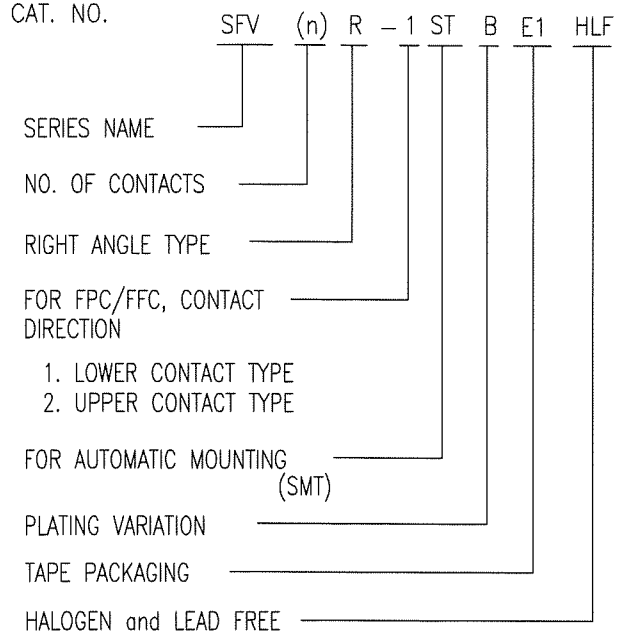 CAT. NO.
SFV (n) R - 1 ST B E1 HLF
SERIES NAME
NO. OF CONTACTS
RIGHT ANGLE TYPE
FOR FPC/FFC, CONTACT
DIRECTION
1. LOWER CONTACT TYPE
2. UPPER CONTACT TYPE
FOR AUTOMATIC MOUNTING
(SMT)
PLATING VARIATION
TAPE PACKAGING
HALOGEN and LEAD FREE